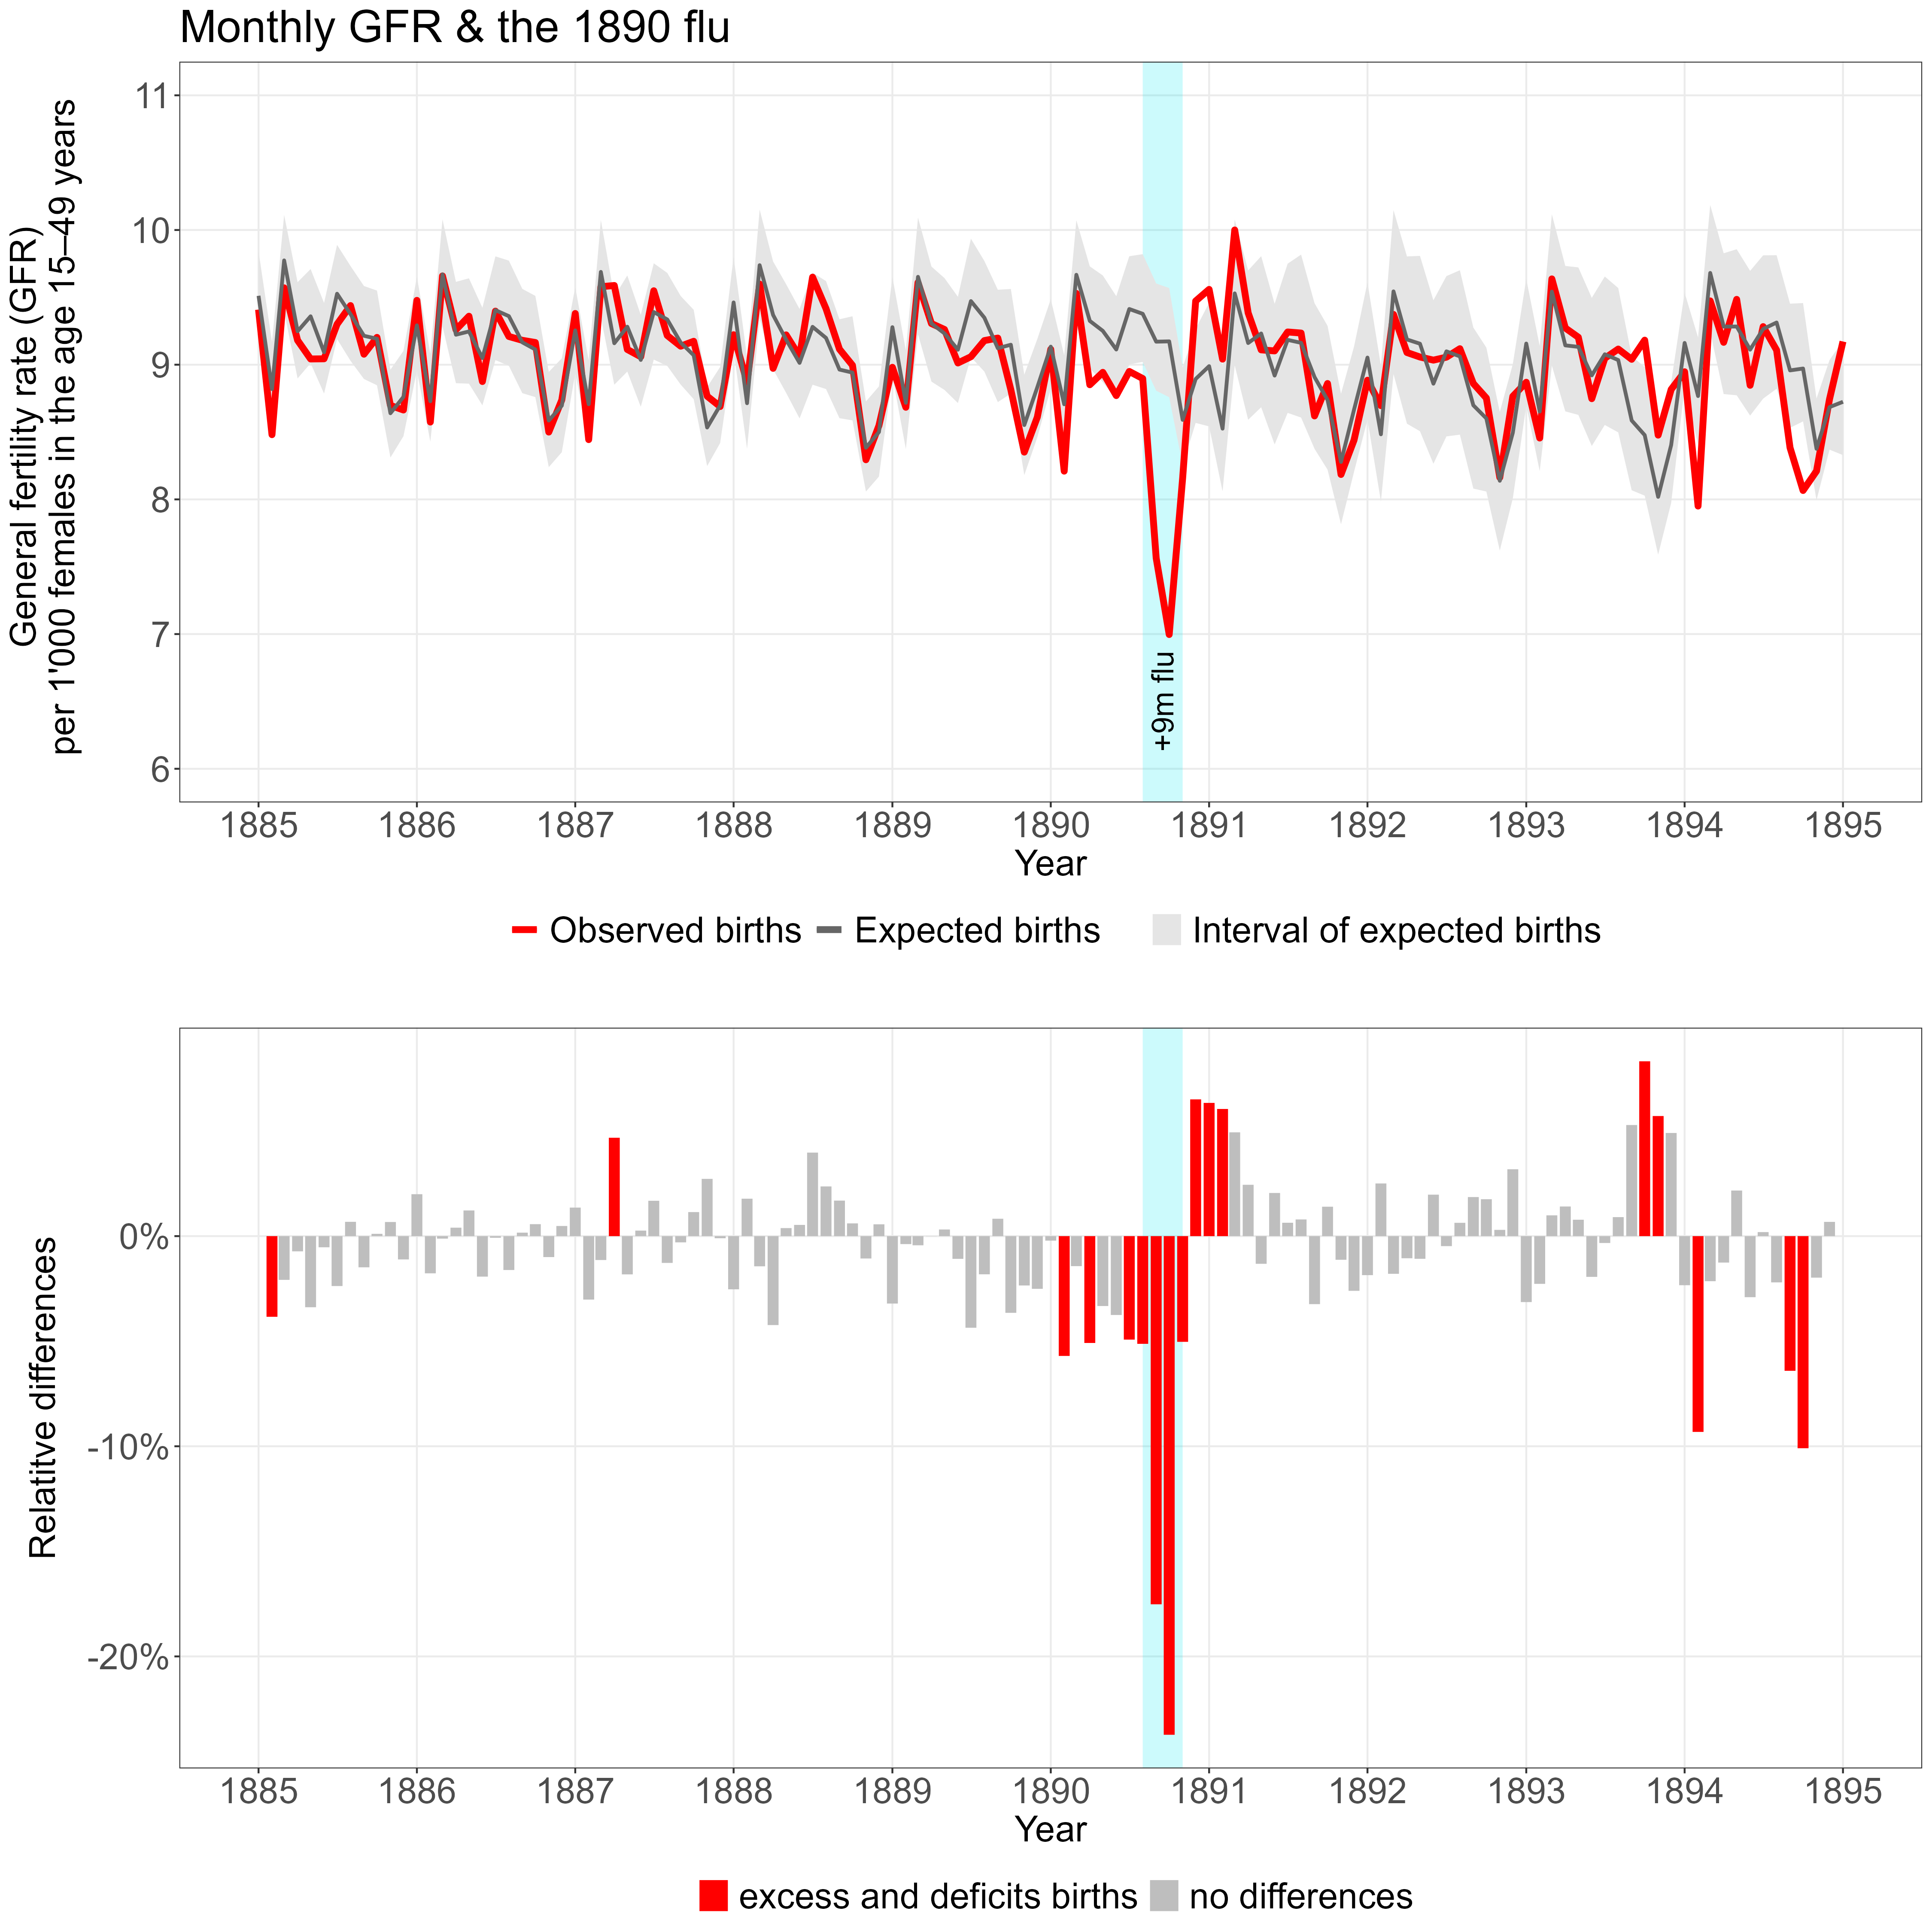 Monthly GFR & the 1890 flu
General fertility rate (GFR)
per 1'000 females in the age 15–49 years
11
10
9
8
7
6
+9m flu
1885 1886 1887 1888 1889 1890 1891 1892 1893 1894 1895
Year
Observed births Expected births Interval of expected births
Relatitve differences
0%
-10%
-20%
1885 1886 1887 1888 1889 1890 1891 1892 1893 1894 1895
Year
excess and deficits births no differences